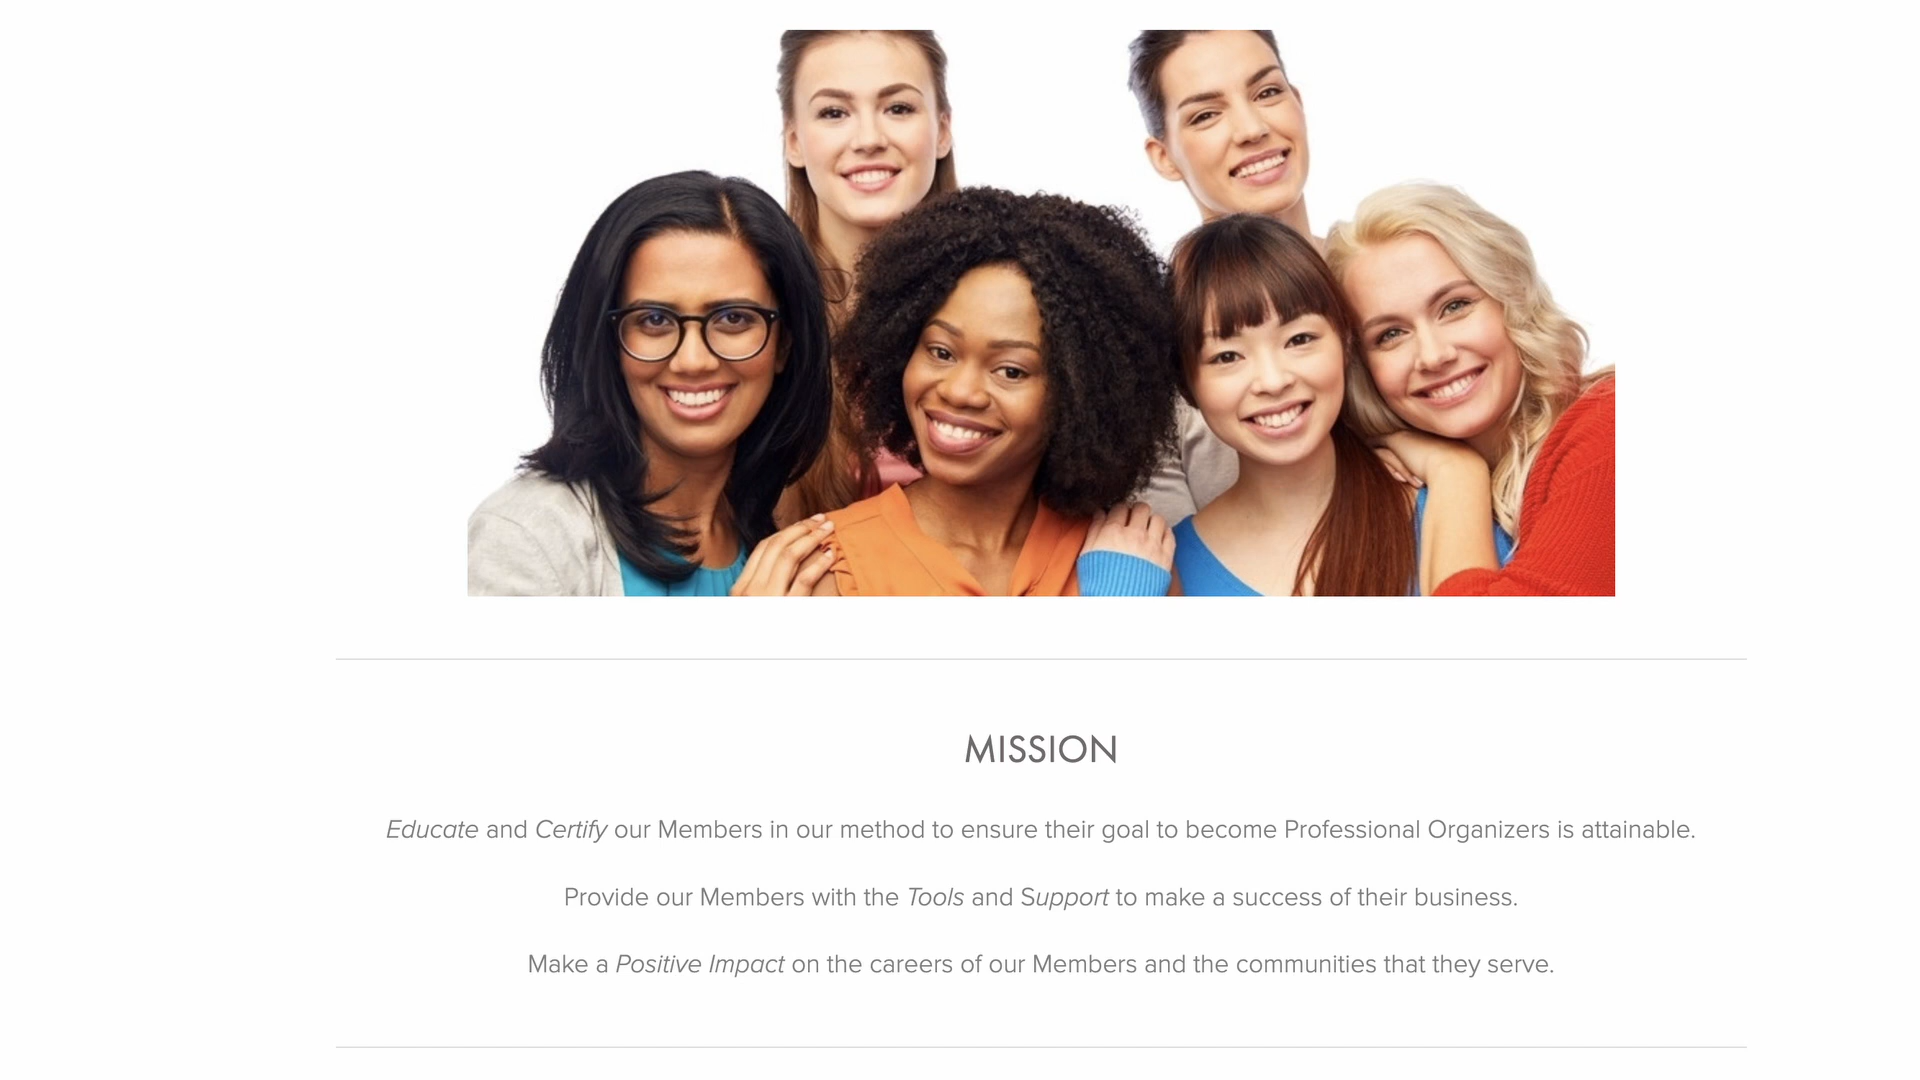 MISSION
Educate and Certify our Members in our method to ensure their goal to become Professional Organizers is attainable.
Provide our Members with the Tools and Support to make a success of their business.
Make a Positive Impact on the careers of our Members and the communities that they serve.